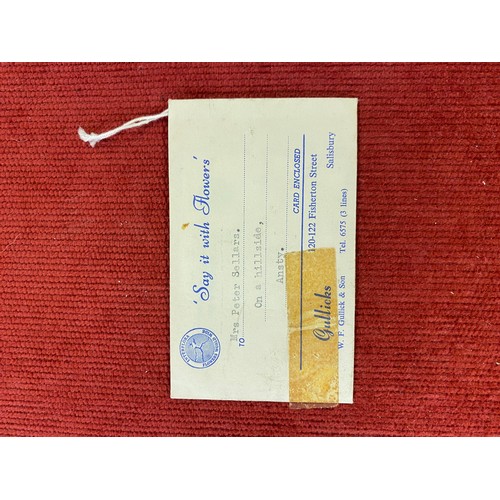 'Say it with Flowers'
TO Mrs. Peter Sellars.
On a hillside,
Ansty.
CARD ENCLOSED
Gullicks
120-122 Fisherton Street
W. F. Gullick & Son Tel. 6575 (3 lines) Salisbury